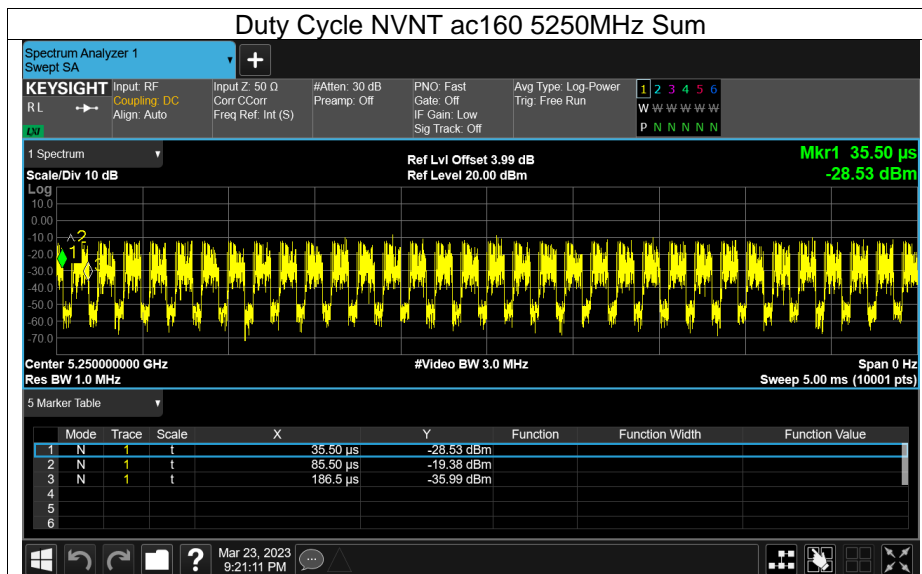 Duty Cycle NVNT ac160 5250MHz Sum
Spectrum Analyzer 1
Swept SA
+
KEYSIGHT Input: RF Input Z: 50 Ω #Atten: 30 dB PNO: Fast Avg Type: Log-Power 1 2 3 4 5 6
R L Coupling: DC Corr CCorr Preamp: Off Gate: Off Trig: Free Run W W W W W W
Align: Auto Freq Ref: Int (S) IF Gain: Low
LXI Sig Track: Off P N N N N N
1 Spectrum Ref Lvl Offset 3.99 dB Mkr1 35.50 µs
Scale/Div 10 dB Ref Level 20.00 dBm -28.53 dBm
Log
10.0
0.00
-10.0
-20.0
-30.0
-40.0
-50.0
-60.0
-70.0
2
1
Center 5.250000000 GHz #Video BW 3.0 MHz Span 0 Hz
Res BW 1.0 MHz Sweep 5.00 ms (10001 pts)
5 Marker Table
Mode Trace Scale X Y Function Function Width Function Value
1 N 1 t 35.50 µs -28.53 dBm
2 N 1 t 85.50 µs -19.38 dBm
3 N 1 t 186.5 µs -35.99 dBm
4
5
6
? Mar 23, 2023
9:21:11 PM